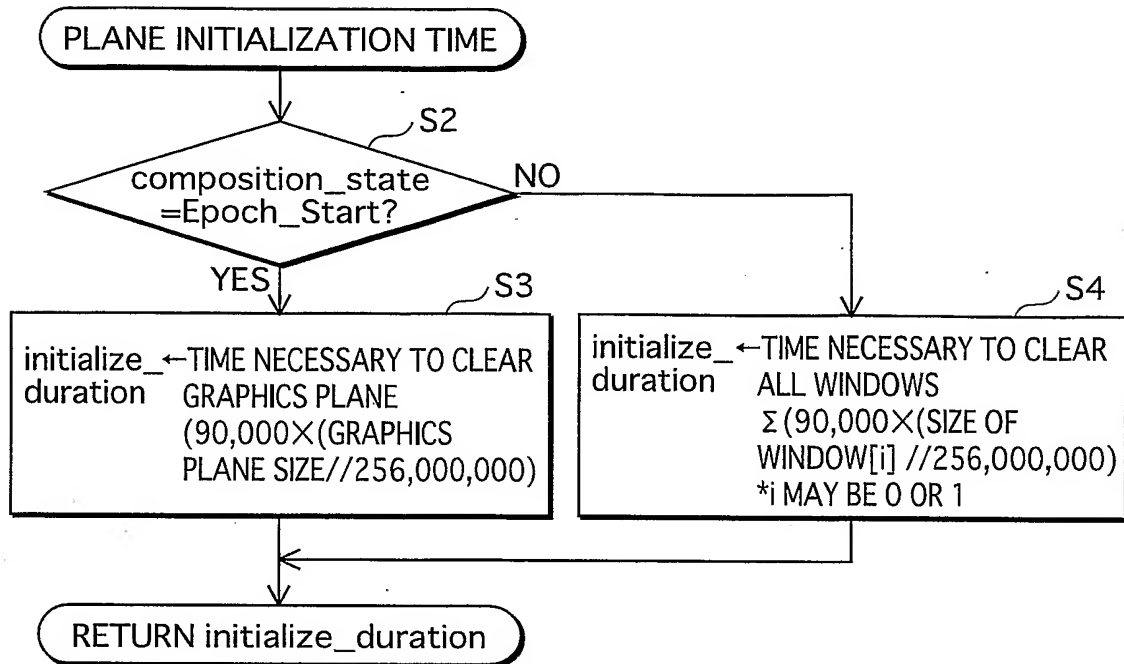 PLANE INITIALIZATION TIME
S2
composition_state
=Epoch_Start?
NO
YES
S3
initialize_←TIME NECESSARY TO CLEAR
duration GRAPHICS PLANE
(90,000×(GRAPHICS
PLANE SIZE//256,000,000)
S4
initialize_←TIME NECESSARY TO CLEAR
duration ALL WINDOWS
Σ(90,000×(SIZE OF
WINDOW[i] //256,000,000)
*i MAY BE 0 OR 1
RETURN initialize_duration